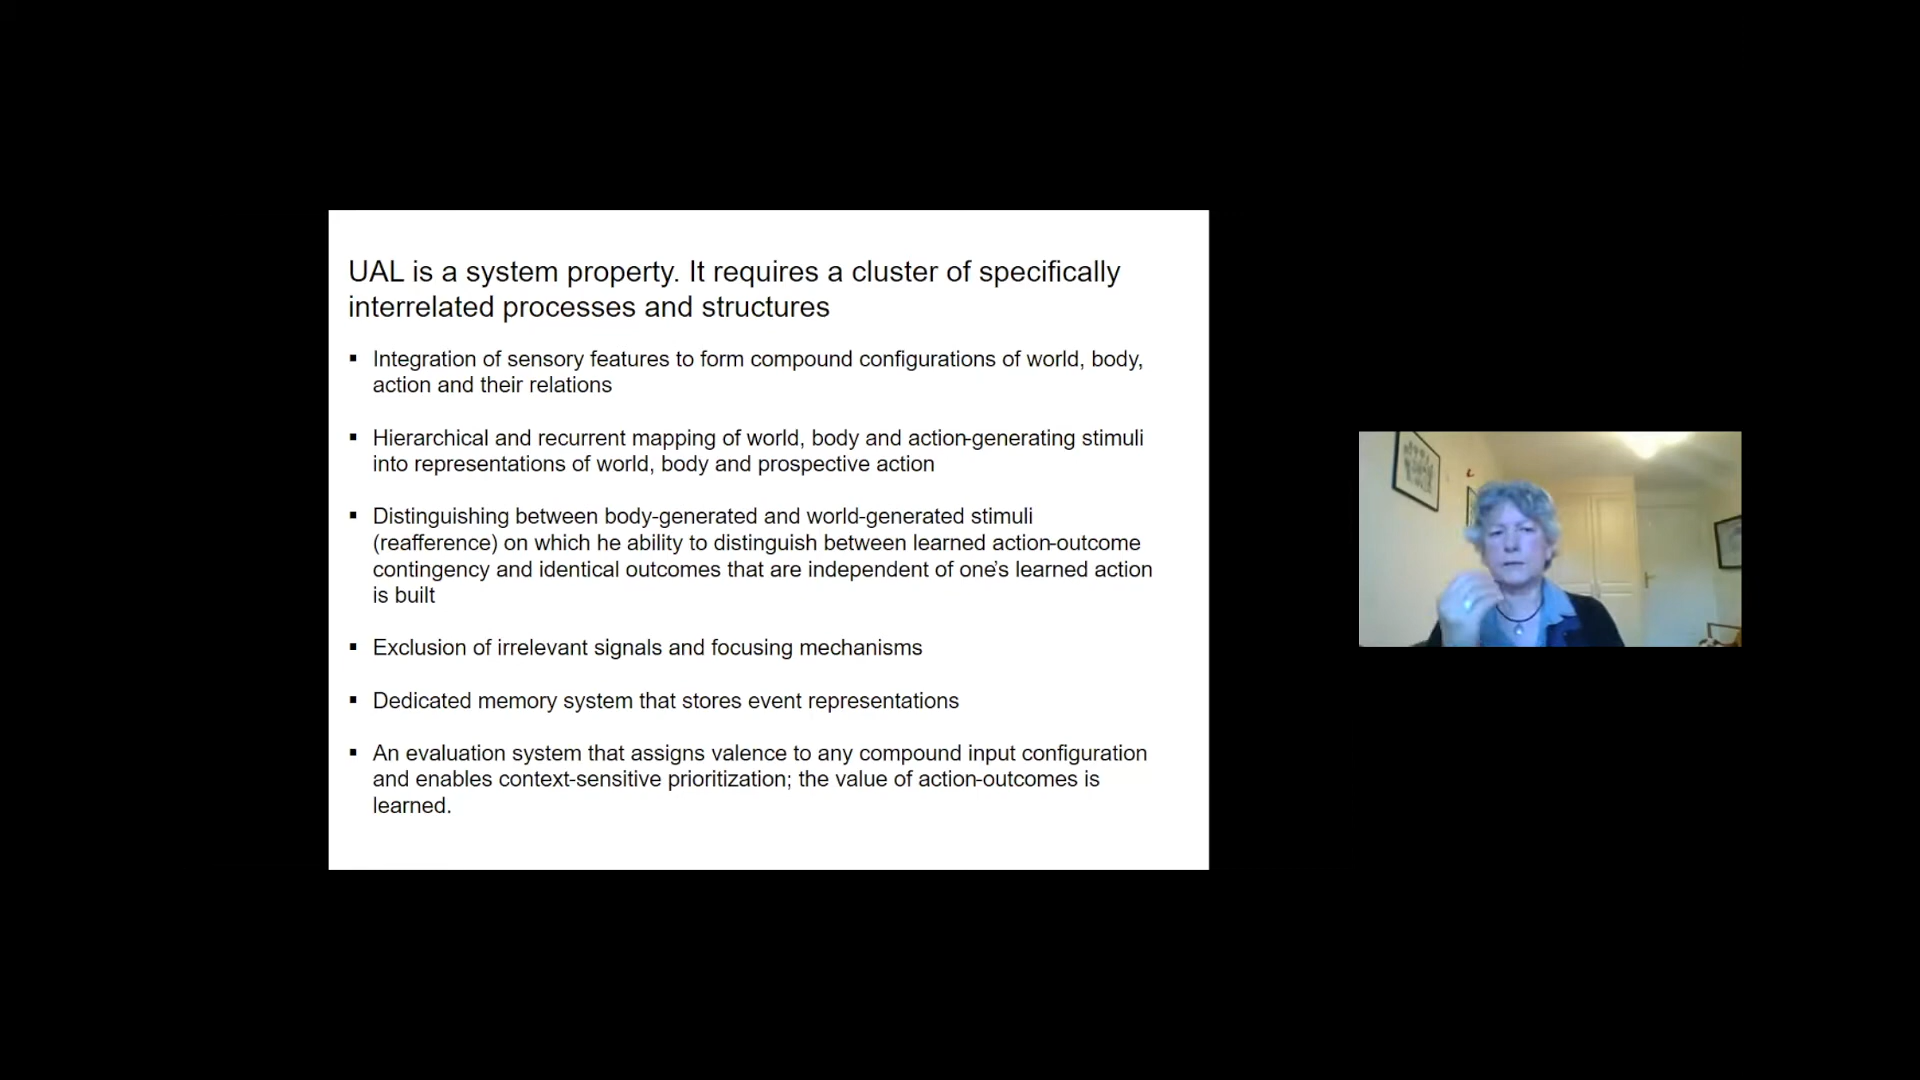 UAL is a system property. It requires a cluster of specifically
interrelated processes and structures
▪ Integration of sensory features to form compound configurations of world, body,
action and their relations
▪ Hierarchical and recurrent mapping of world, body and action-generating stimuli
into representations of world, body and prospective action
▪ Distinguishing between body-generated and world-generated stimuli
(reafference) on which he ability to distinguish between learned action-outcome
contingency and identical outcomes that are independent of one's learned action
is built
▪ Exclusion of irrelevant signals and focusing mechanisms
▪ Dedicated memory system that stores event representations
▪ An evaluation system that assigns valence to any compound input configuration
and enables context-sensitive prioritization; the value of action-outcomes is
learned.